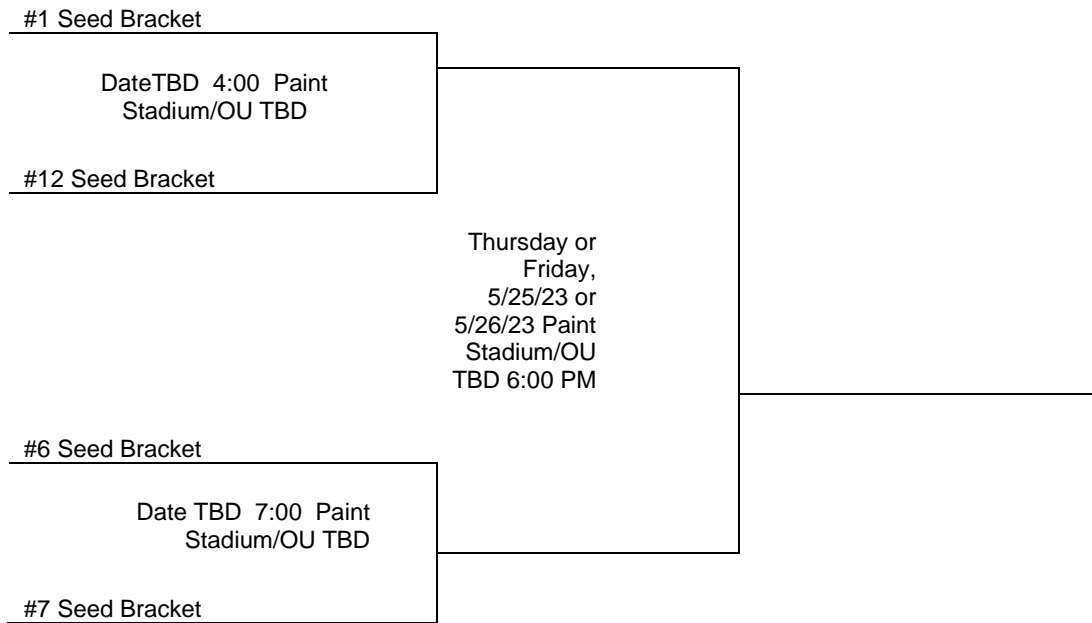 #1 Seed Bracket
DateTBD 4:00 Paint
Stadium/OU TBD
#12 Seed Bracket
Thursday or
Friday,
5/25/23 or
5/26/23 Paint
Stadium/OU
TBD 6:00 PM
#6 Seed Bracket
Date TBD 7:00 Paint
Stadium/OU TBD
#7 Seed Bracket